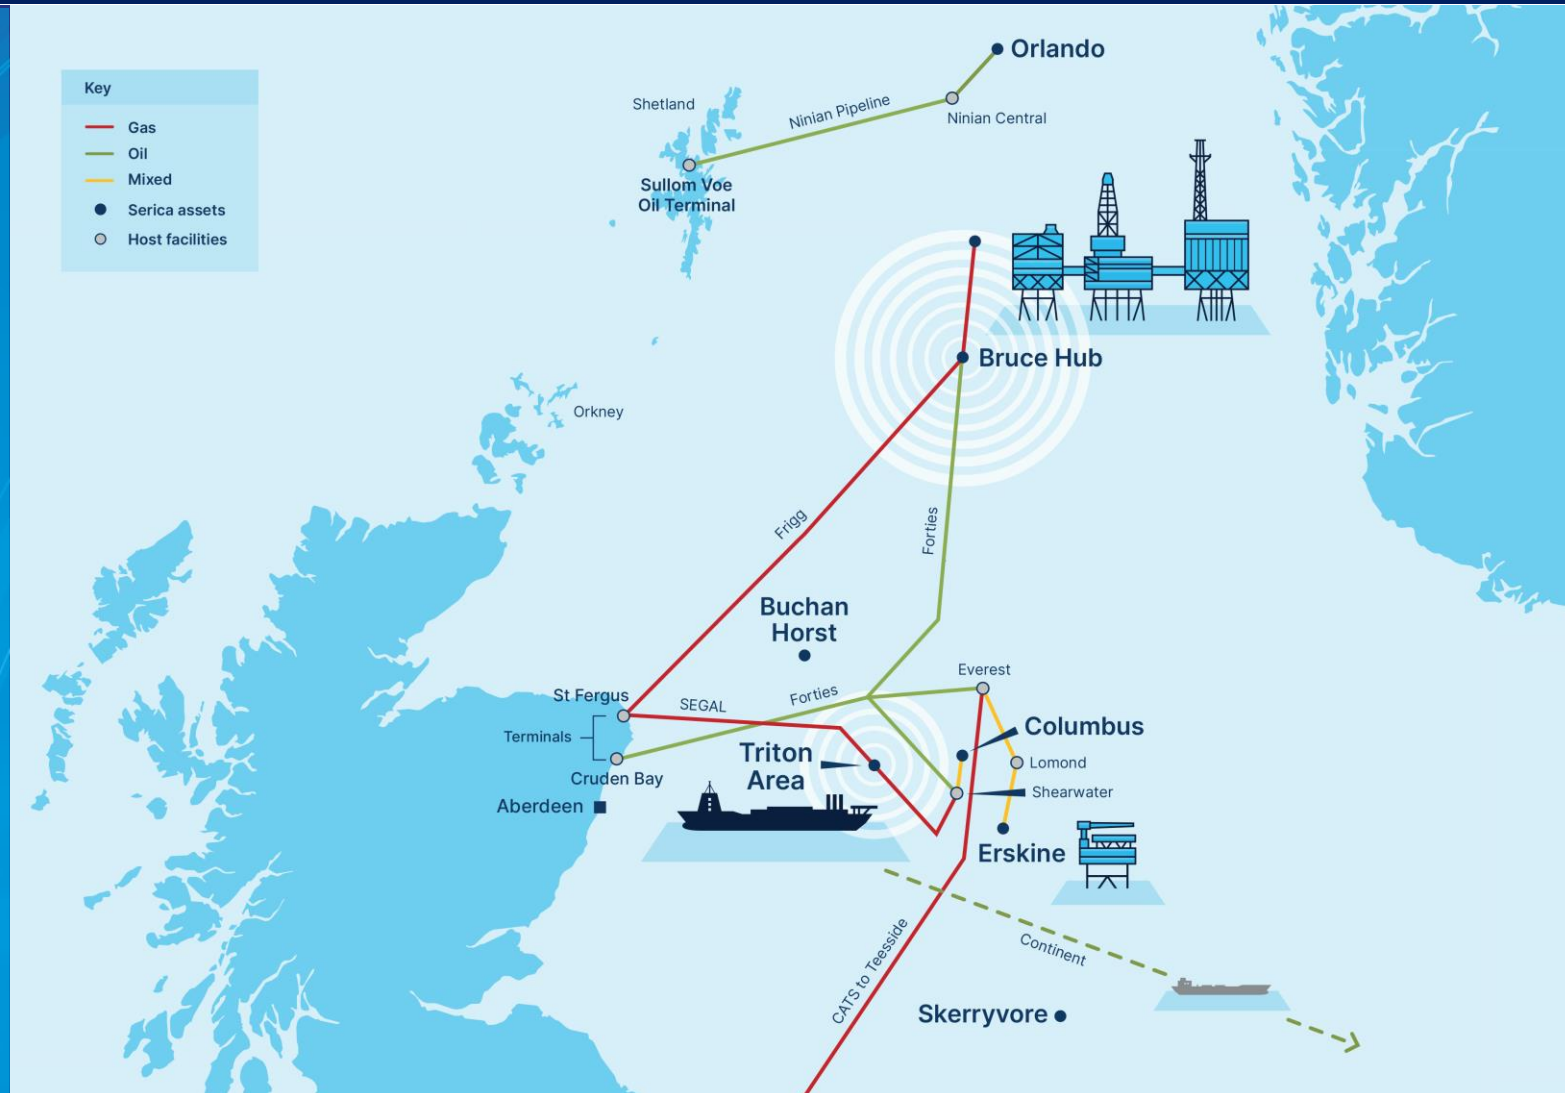 Key
Gas
Oil
Mixed
Serica assets
Host facilities
Orlando
Ninian Pipeline
Ninian Central
Shetland
Sullom Voe
Oil Terminal
Bruce Hub
Orkney
Frigg
Forties
Buchan
Horst
Everest
St Fergus
SEGAL
Forties
Columbus
Terminals
Triton
Area
Lomond
Cruden Bay
Shearwater
Aberdeen
Erskine
Continent
CATS to Teesside
Skerryvore